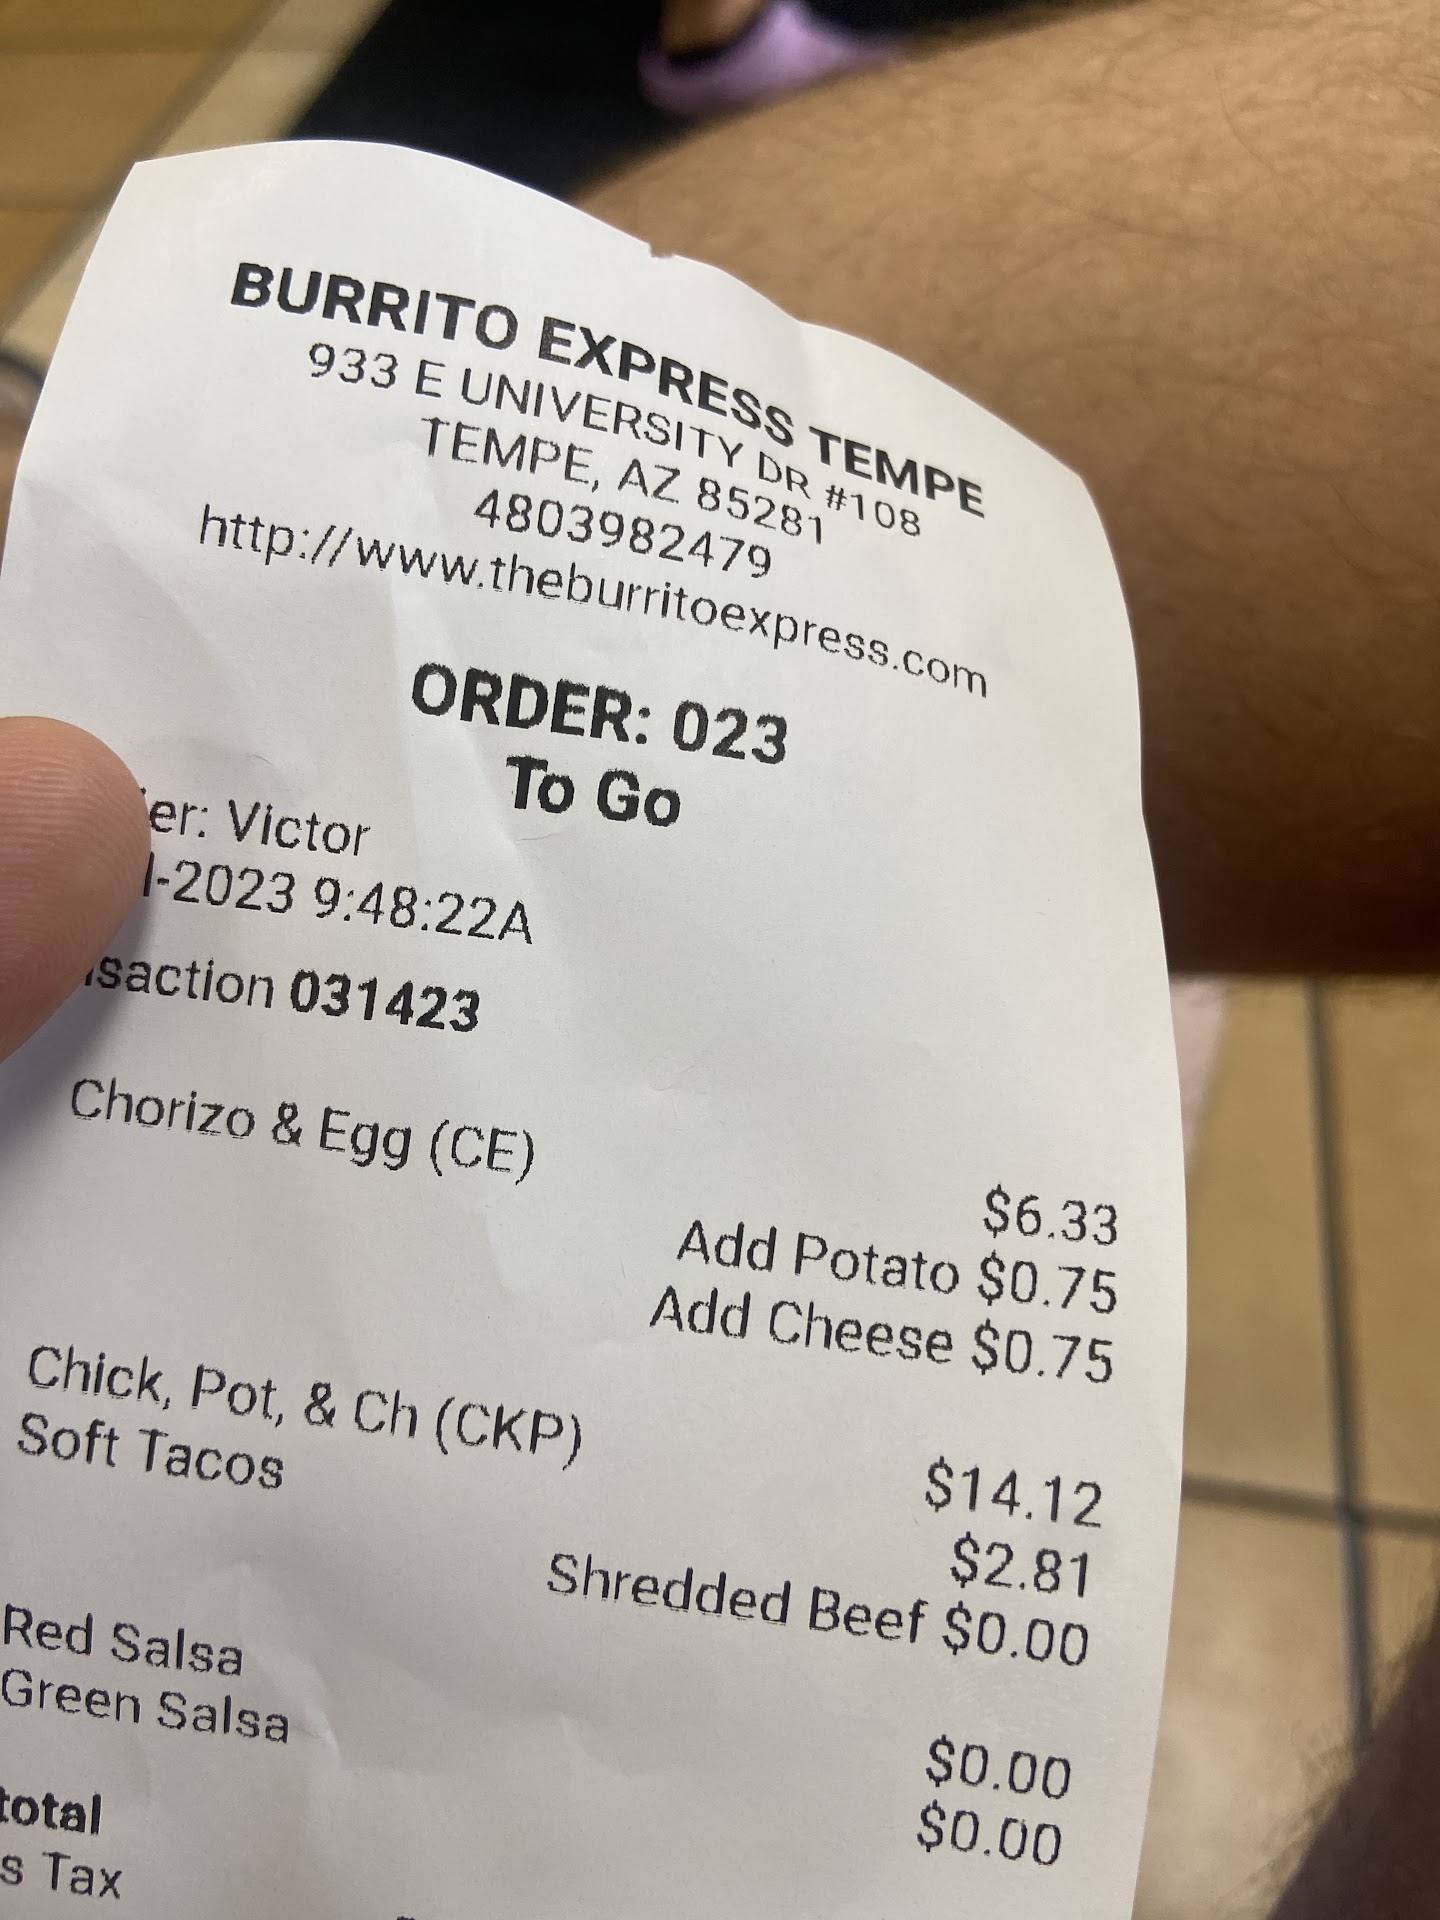 BURRITO EXPRESS TEMPE
933 E UNIVERSITY DR #108
TEMPE, AZ 85281
4803982479
http://www.theburritoexpress.com
ORDER: 023
To Go
er: Victor
l-2023 9:48:22A
nsaction 031423
Chorizo & Egg (CE)
$6.33
Add Potato $0.75
Add Cheese $0.75
Chick, Pot, & Ch (CKP)
$14.12
Soft Tacos
$2.81
Shredded Beef $0.00
Red Salsa
$0.00
Green Salsa
$0.00
total
s Tax